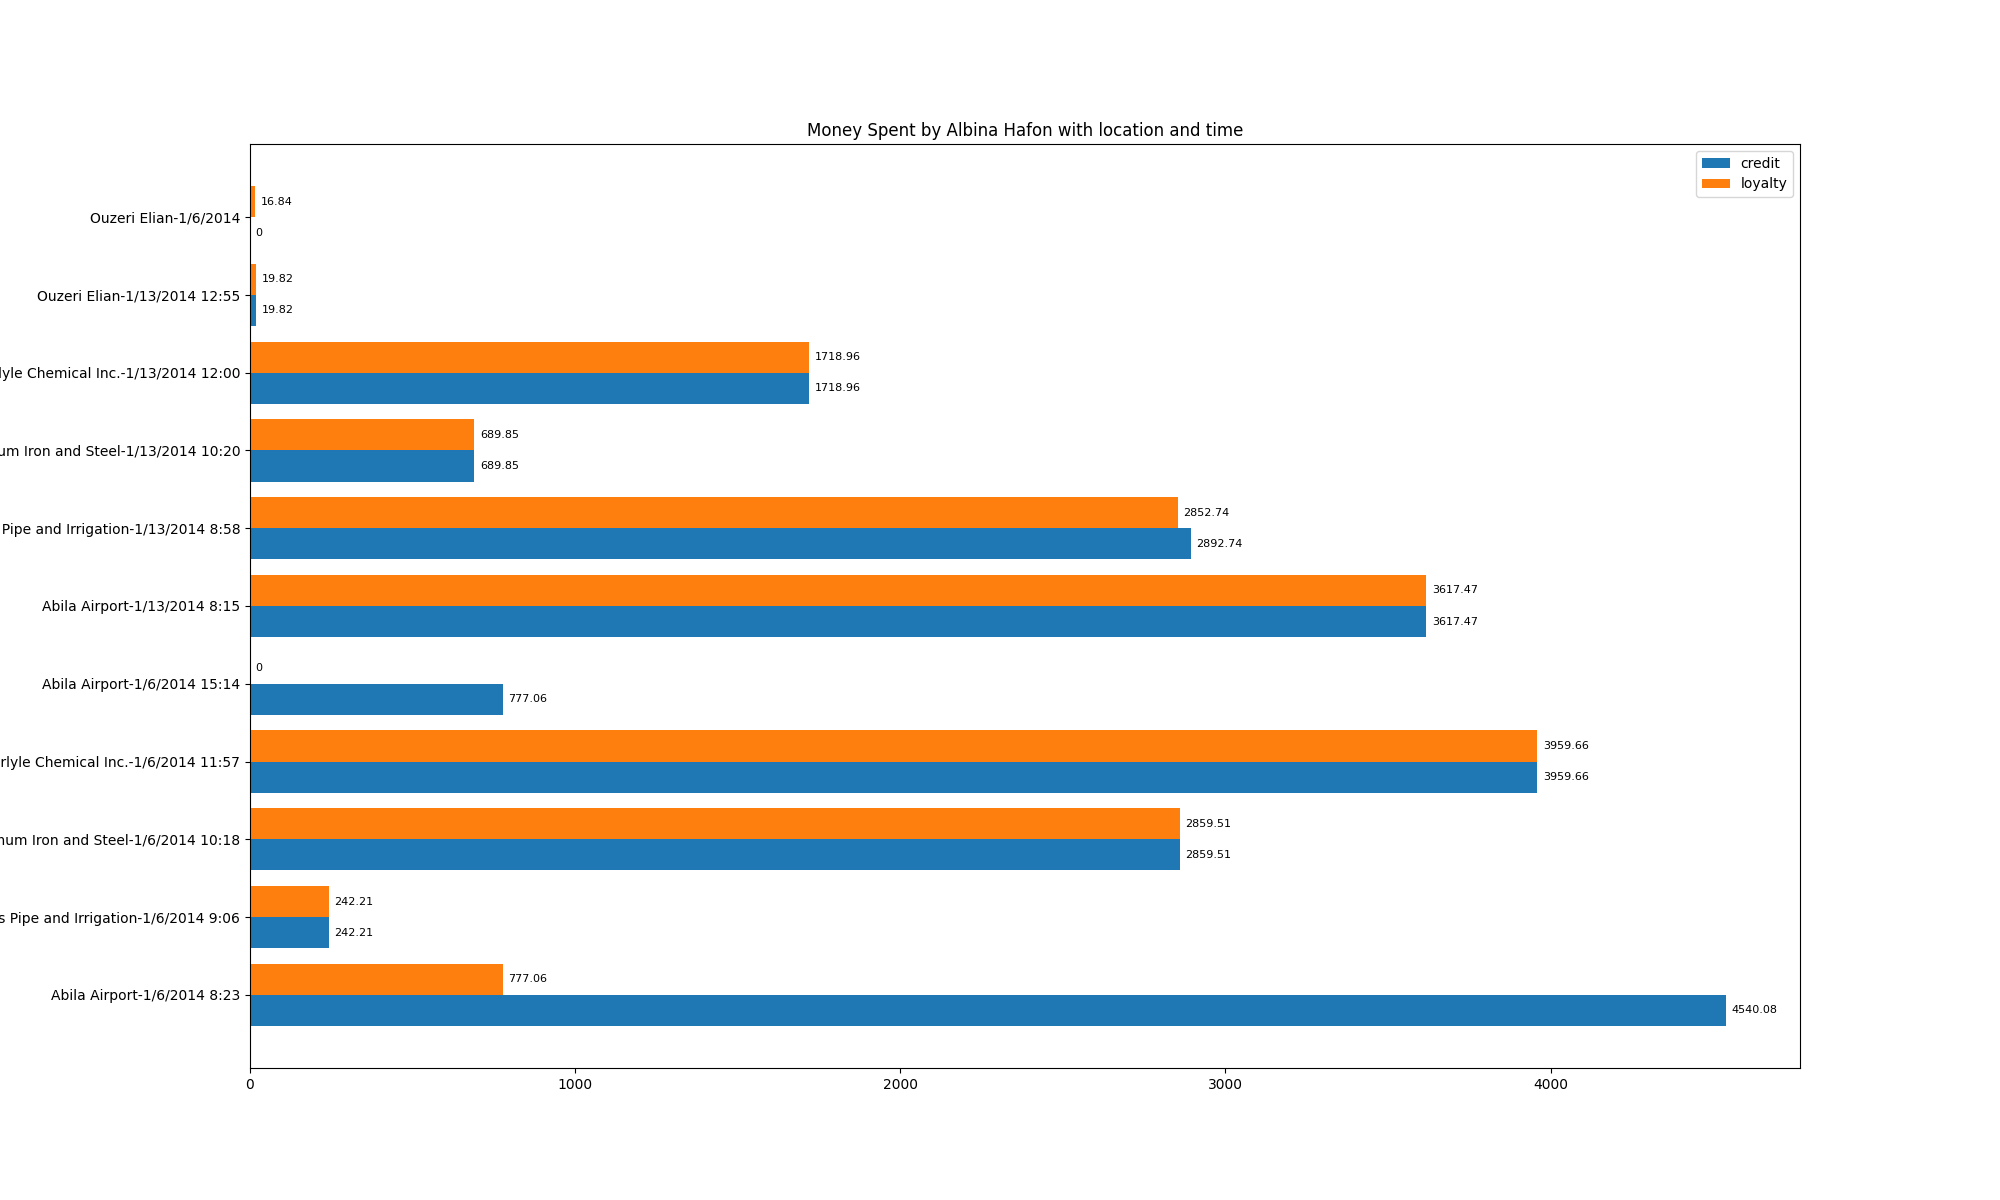 Money Spent by Albina Hafon with location and time
credit
loyalty
Ouzeri Elian-1/6/2014
16.84
0
Ouzeri Elian-1/13/2014 12:55
19.82
19.82
lyle Chemical Inc.-1/13/2014 12:00
1718.96
1718.96
um Iron and Steel-1/13/2014 10:20
689.85
689.85
Pipe and Irrigation-1/13/2014 8:58
2852.74
2892.74
Abila Airport-1/13/2014 8:15
3617.47
3617.47
Abila Airport-1/6/2014 15:14
0
777.06
rlyle Chemical Inc.-1/6/2014 11:57
3959.66
3959.66
num Iron and Steel-1/6/2014 10:18
2859.51
2859.51
s Pipe and Irrigation-1/6/2014 9:06
242.21
242.21
Abila Airport-1/6/2014 8:23
777.06
4540.08
0 1000 2000 3000 4000